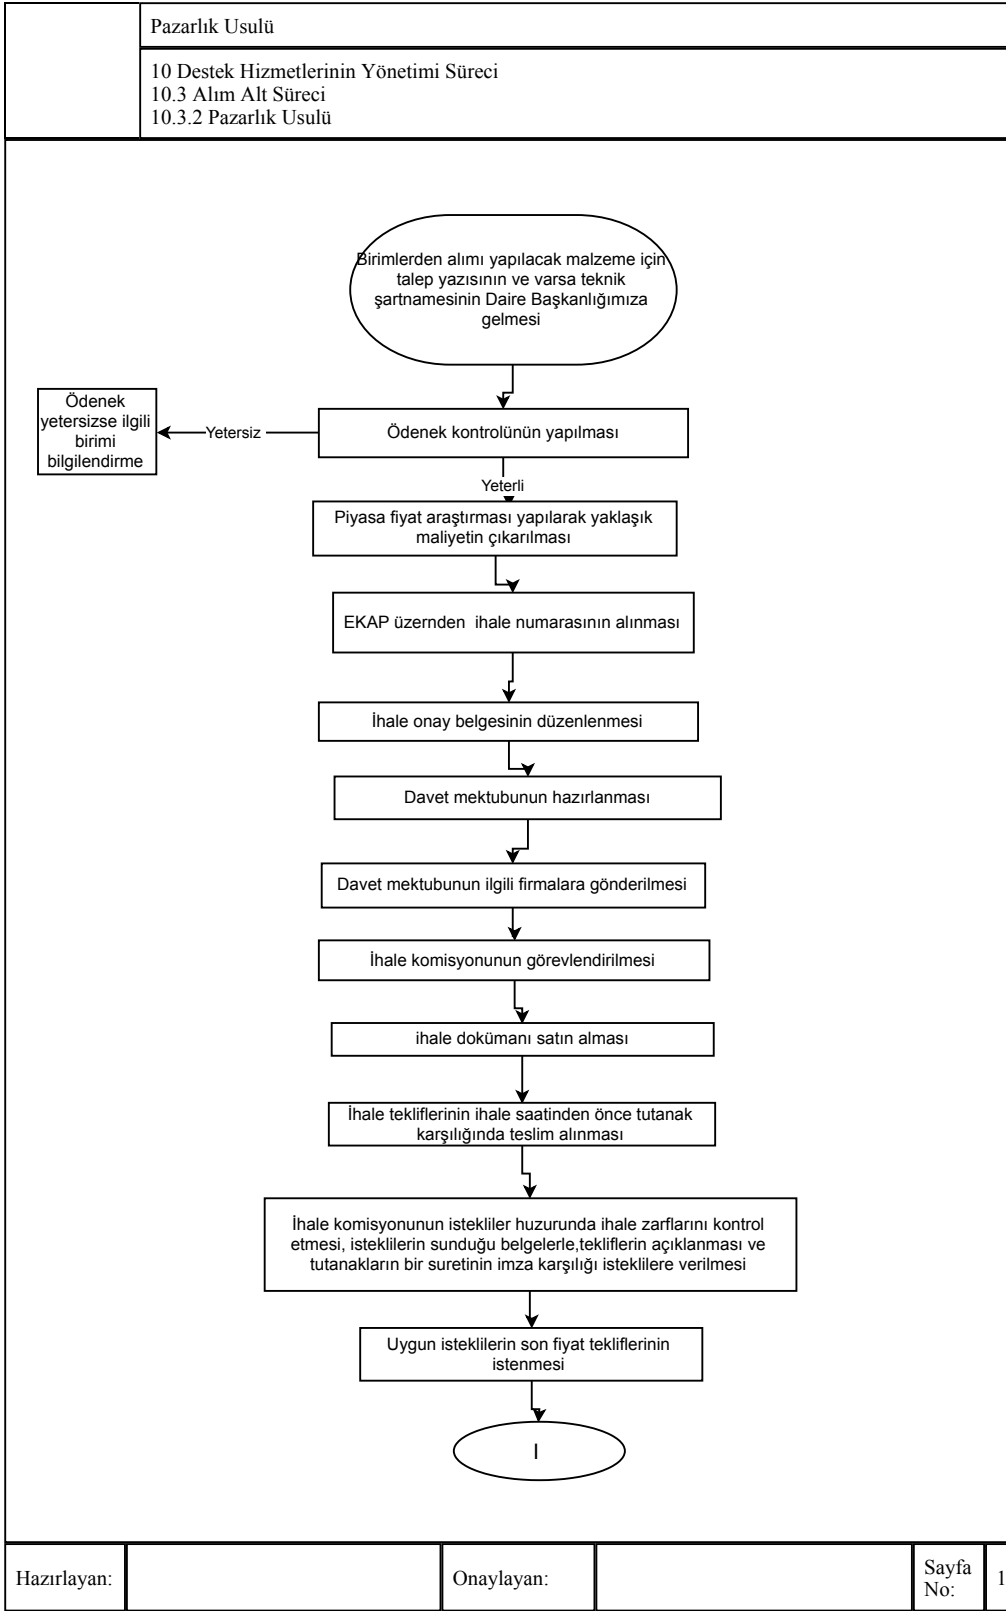 Pazarlık Usulü
10 Destek Hizmetlerinin Yönetimi Süreci
10.3 Alım Alt Süreci
10.3.2 Pazarlık Usulü
Birimlerden alımı yapılacak malzeme için
talep yazısının ve varsa teknik
şartnamesinin Daire Başkanlığımıza
gelmesi
Ödenek
yetersizse ilgili
birimi
bilgilendirme
Yetersiz
Ödenek kontrolünün yapılması
Yeterli
Piyasa fiyat araştırması yapılarak yaklaşık
maliyetin çıkarılması
EKAP üzernden ihale numarasının alınması
İhale onay belgesinin düzenlenmesi
Davet mektubunun hazırlanması
Davet mektubunun ilgili firmalara gönderilmesi
İhale komisyonunun görevlendirilmesi
ihale dokümanı satın alması
İhale tekliflerinin ihale saatinden önce tutanak
karşılığında teslim alınması
İhale komisyonunun istekliler huzurunda ihale zarflarını kontrol
etmesi, isteklilerin sunduğu belgelerle,tekliflerin açıklanması ve
tutanakların bir suretinin imza karşılığı isteklilere verilmesi
Uygun isteklilerin son fiyat tekliflerinin
istenmesi
I
Hazırlayan:
Onaylayan:
Sayfa
No:
1